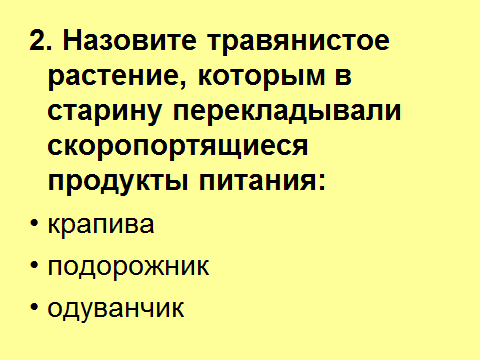 2. Назовите травянистое
растение, которым в
старину перекладывали
скоропортящиеся
продукты питания:
• крапива
• подорожник
• одуванчик